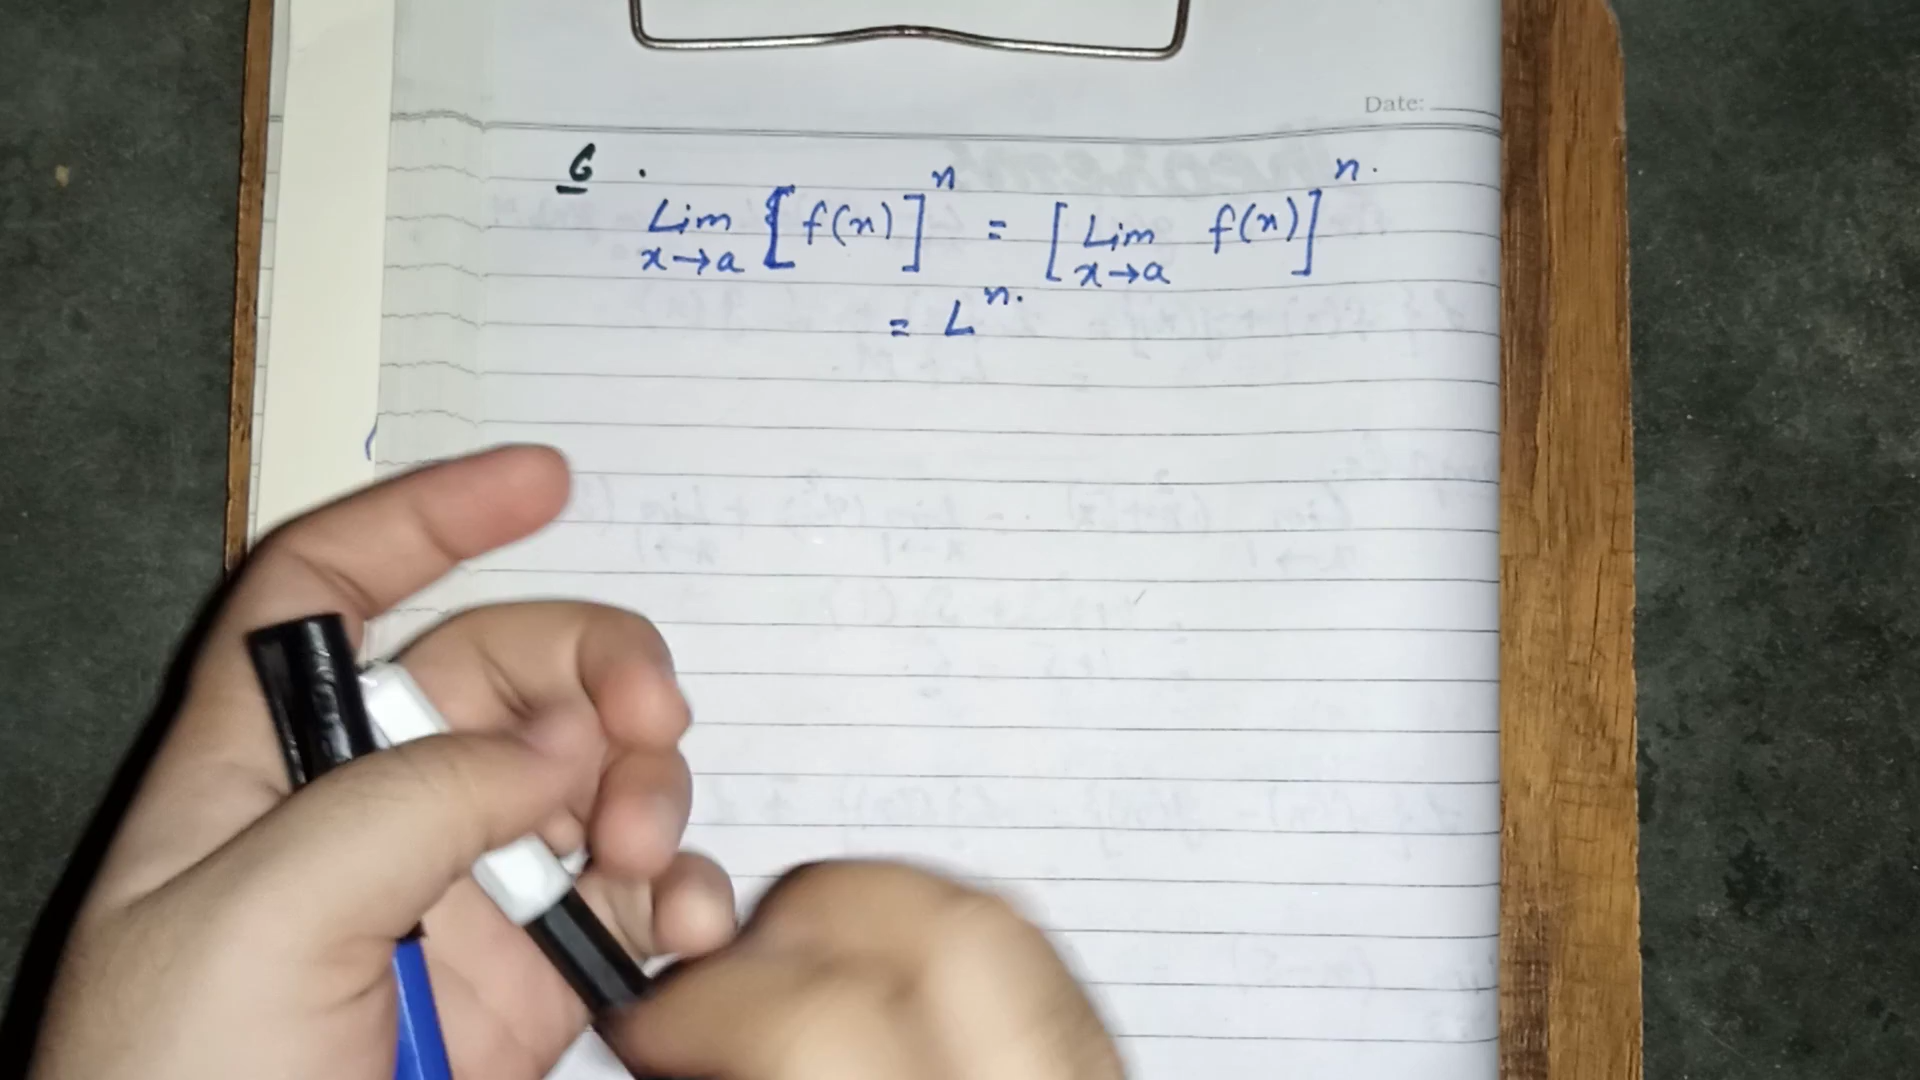 Date:
6.
Lim x→a [f(x)]^n = [Lim x→a f(x)]^n.
= L^n.